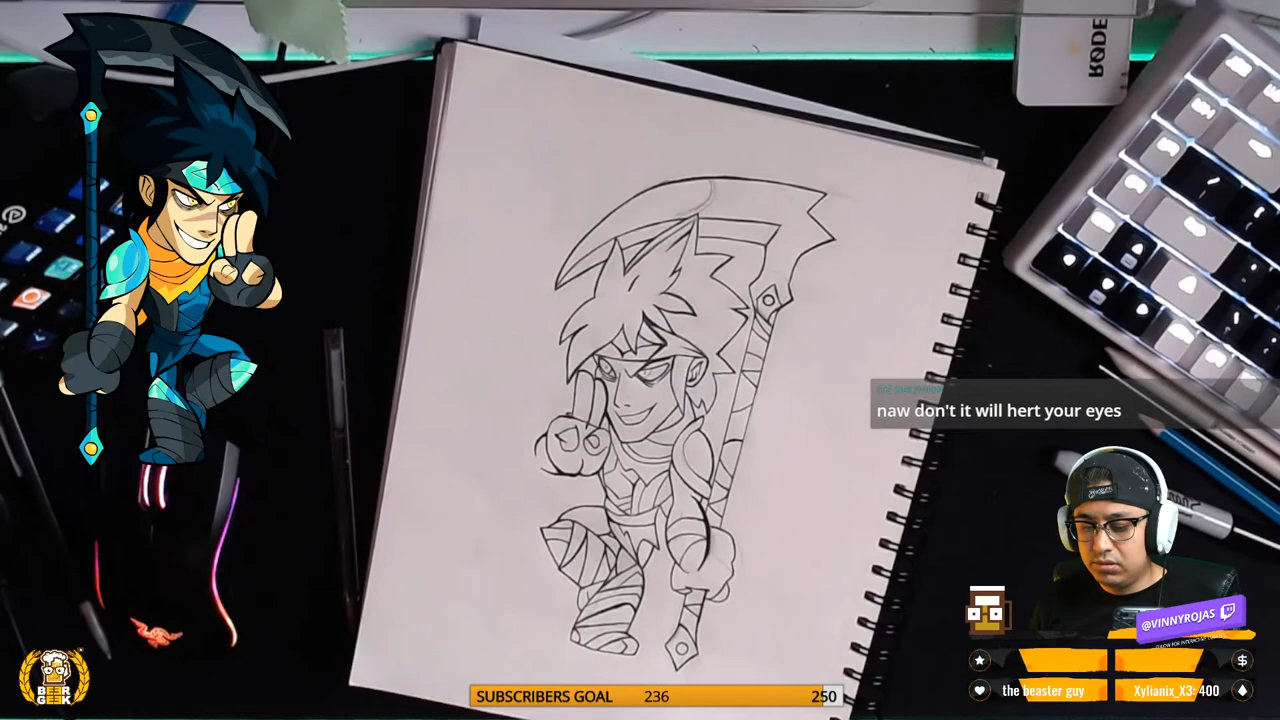 RØDE
naw don't it will hert your eyes
@VINNYROJAS
BEER
GEEK
SUBSCRIBERS GOAL 236 250
the beaster guy
Xylianix_X3: 400